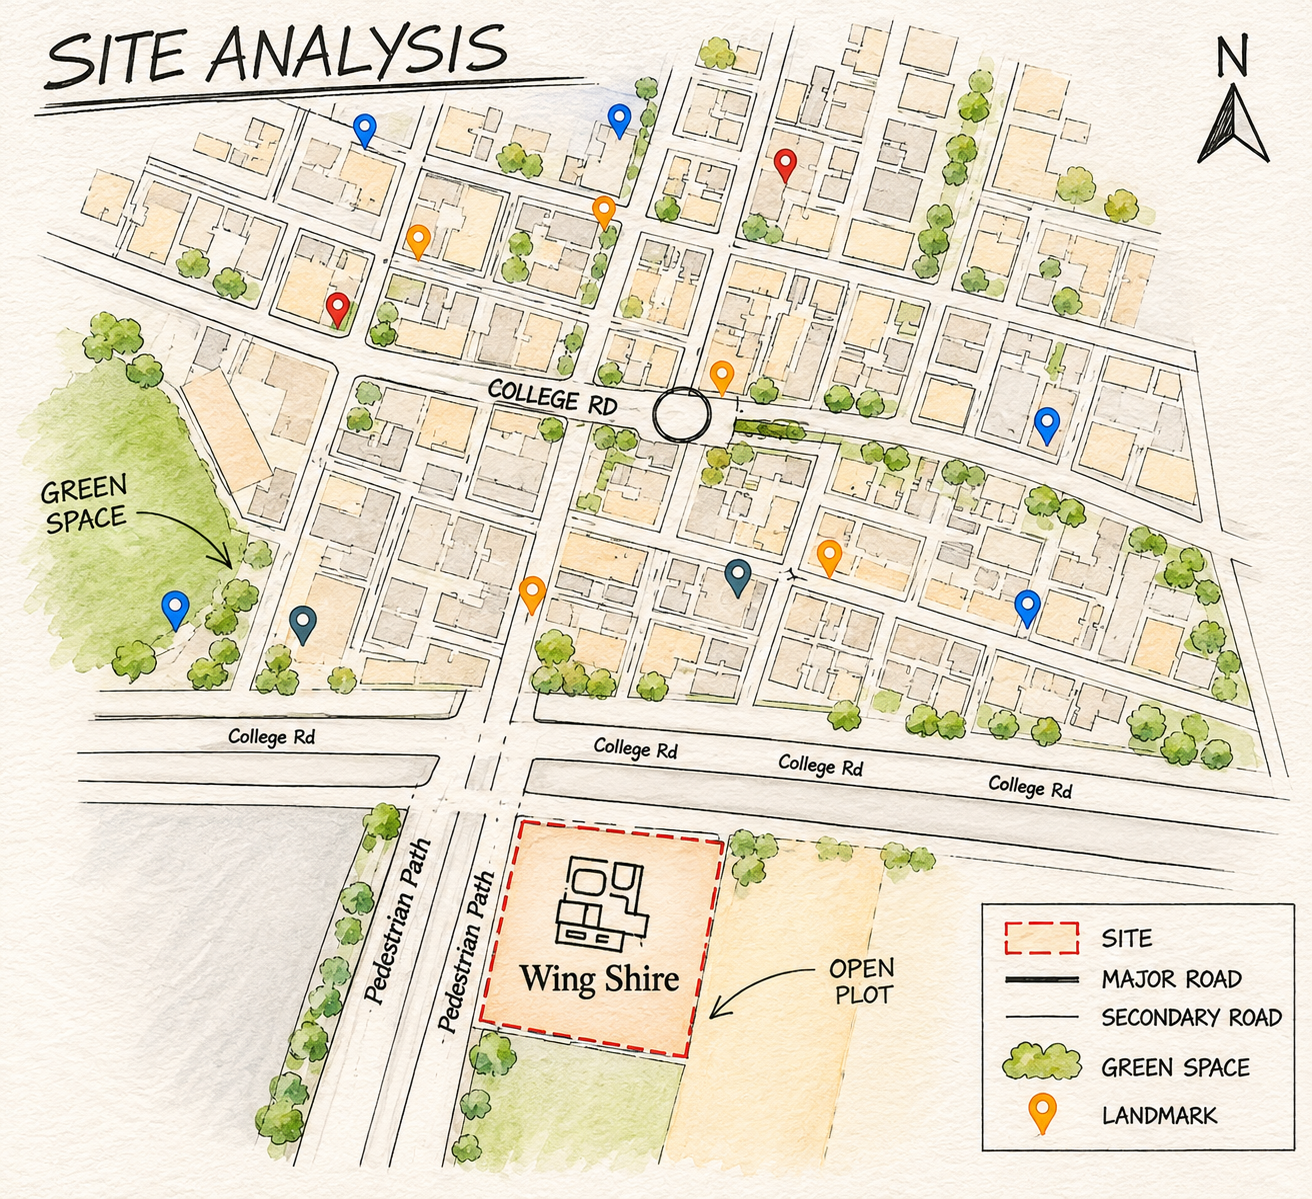 SITE ANALYSIS
N
COLLEGE RD
GREEN
SPACE
College Rd
College Rd
College Rd
College Rd
Pedestrian Path
Pedestrian Path
Wing Shire
OPEN
PLOT
SITE
MAJOR ROAD
SECONDARY ROAD
GREEN SPACE
LANDMARK